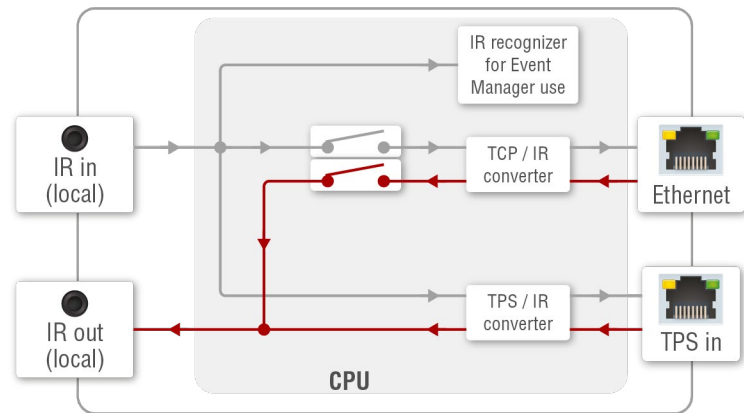 IR recognizer
for Event
Manager use
IR in
(local)
TCP / IR
converter
Ethernet
IR out
(local)
TPS / IR
converter
TPS in
CPU